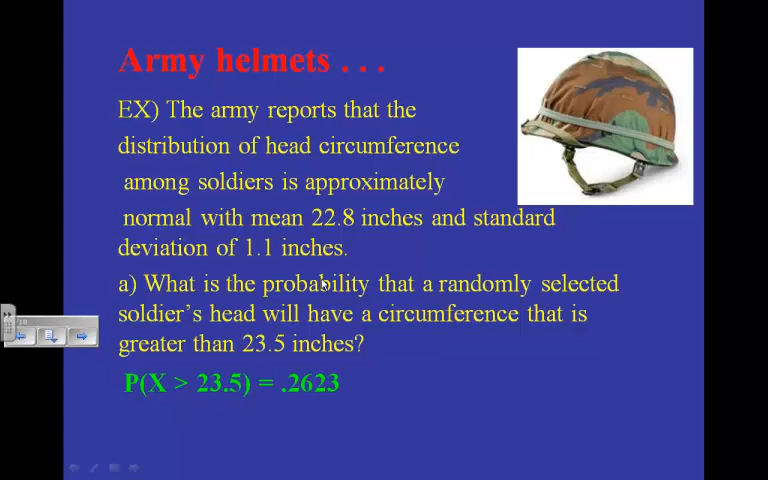 Army helmets . . .
EX) The army reports that the
distribution of head circumference
among soldiers is approximately
normal with mean 22.8 inches and standard
deviation of 1.1 inches.
a) What is the probability that a randomly selected
soldier's head will have a circumference that is
greater than 23.5 inches?
P(X > 23.5) = .2623